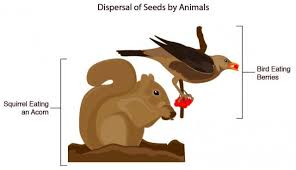 Dispersal of Seeds by Animals
Bird Eating
Berries
Squirrel Eating
an Acorn